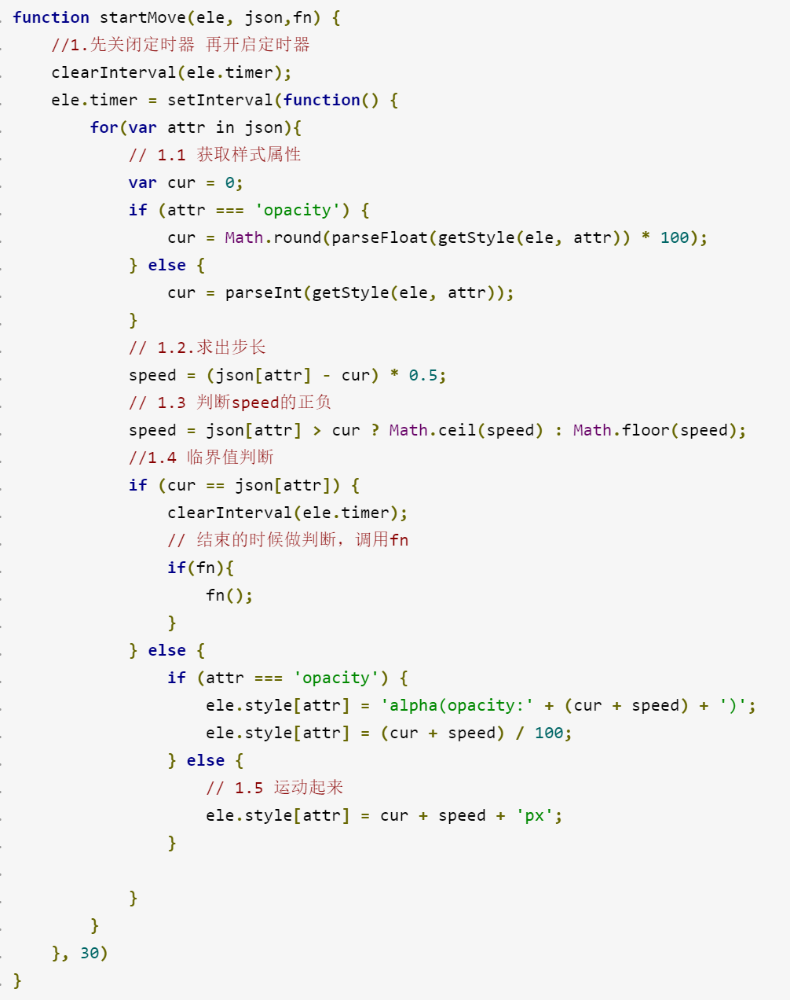 function startMove(ele, json,fn) {
    //1.先关闭定时器 再开启定时器
    clearInterval(ele.timer);
    ele.timer = setInterval(function() {
        for(var attr in json){
            // 1.1 获取样式属性
            var cur = 0;
            if (attr === 'opacity') {
                cur = Math.round(parseFloat(getStyle(ele, attr)) * 100);
            } else {
                cur = parseInt(getStyle(ele, attr));
            }
            // 1.2.求出步长
            speed = (json[attr] - cur) * 0.5;
            // 1.3 判断speed的正负
            speed = json[attr] > cur ? Math.ceil(speed) : Math.floor(speed);
            //1.4 临界值判断
            if (cur == json[attr]) {
                clearInterval(ele.timer);
                // 结束的时候做判断，调用fn
                if(fn){
                    fn();
                }
            } else {
                if (attr === 'opacity') {
                    ele.style[attr] = 'alpha(opacity:' + (cur + speed) + ')';
                    ele.style[attr] = (cur + speed) / 100;
                } else {
                    // 1.5 运动起来
                    ele.style[attr] = cur + speed + 'px';
                }

            }
        }
    }, 30)
}